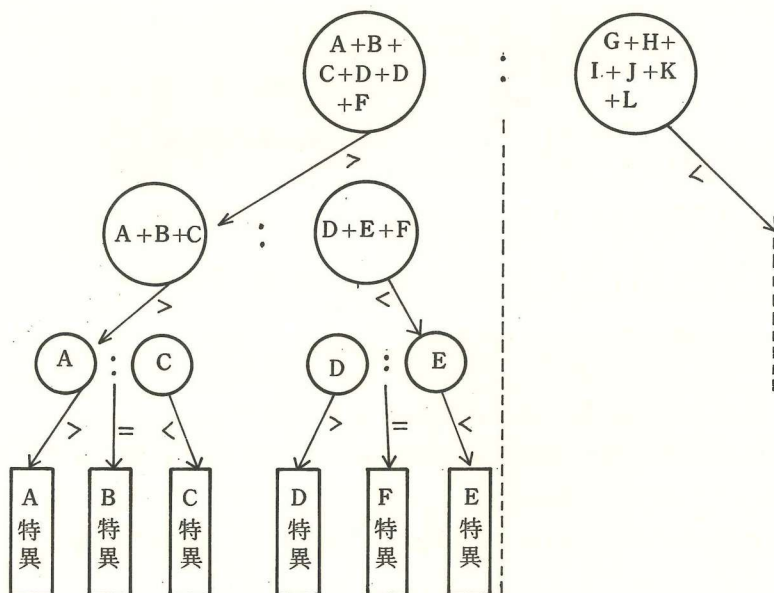 A+B+
C+D+D
+F
:
G+H+
I+J+K
+L
>
<
A+B+C
:
D+E+F
>
<
A
:
C
D
:
E
>
=
<
>
=
<
A
特
異
B
特
異
C
特
異
D
特
異
F
特
異
E
特
異